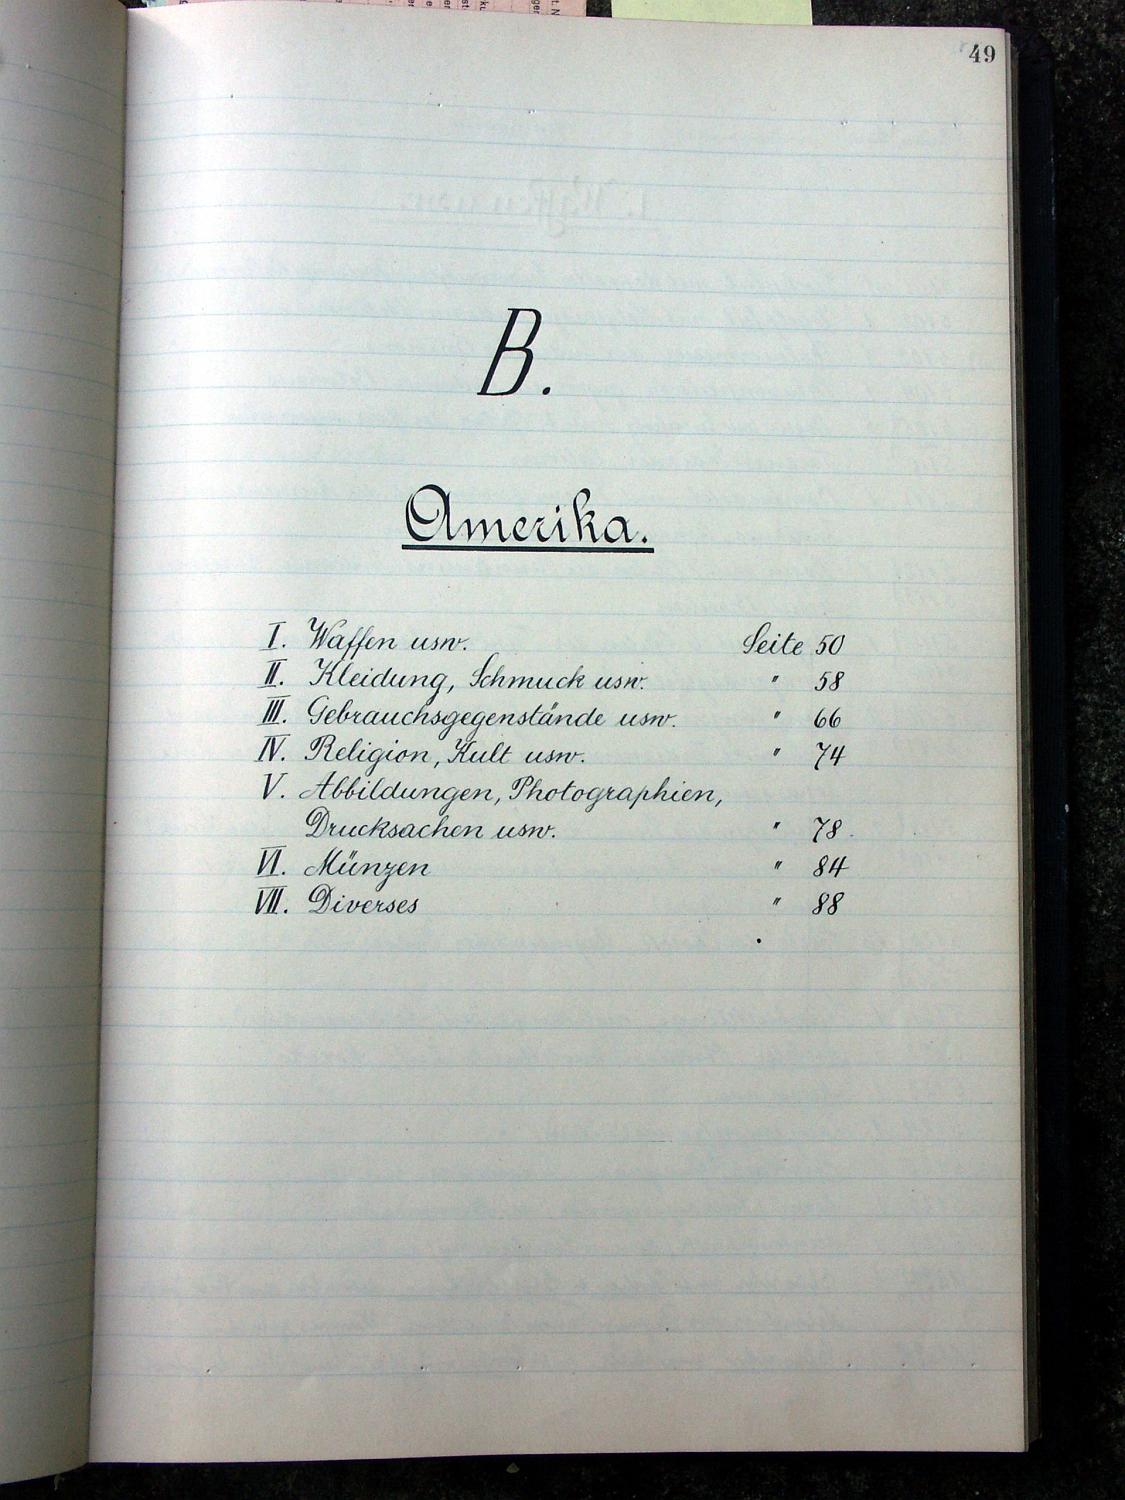 49
B.
Amerika.
I. Waffen usw. Seite 50
II. Kleidung, Schmuck usw. " 58
III. Gebrauchsgegenstände usw. " 66
IV. Religion, Kult usw. " 74
V. Abbildungen, Photographien,
Drucksachen usw. " 78.
VI. Münzen " 84
VII. Diverses " 88